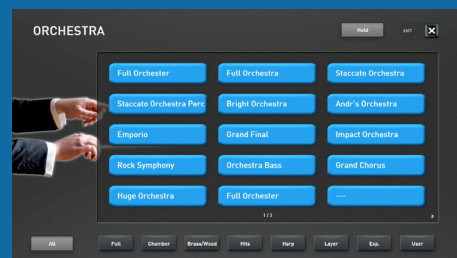 ORCHESTRA
Hold
EXIT
X
Full Orchester
Full Orchestra
Staccato Orchestra
Staccato Orchestra Perc
Bright Orchestra
Andr's Orchestra
Emporio
Grand Final
Impact Orchestra
Rock Symphony
Orchestra Bass
Grand Chorus
Huge Orchestra
Full Orchester
---
1/3
All
Full
Chamber
Brass/Wood
Hits
Harp
Layer
Exp.
User